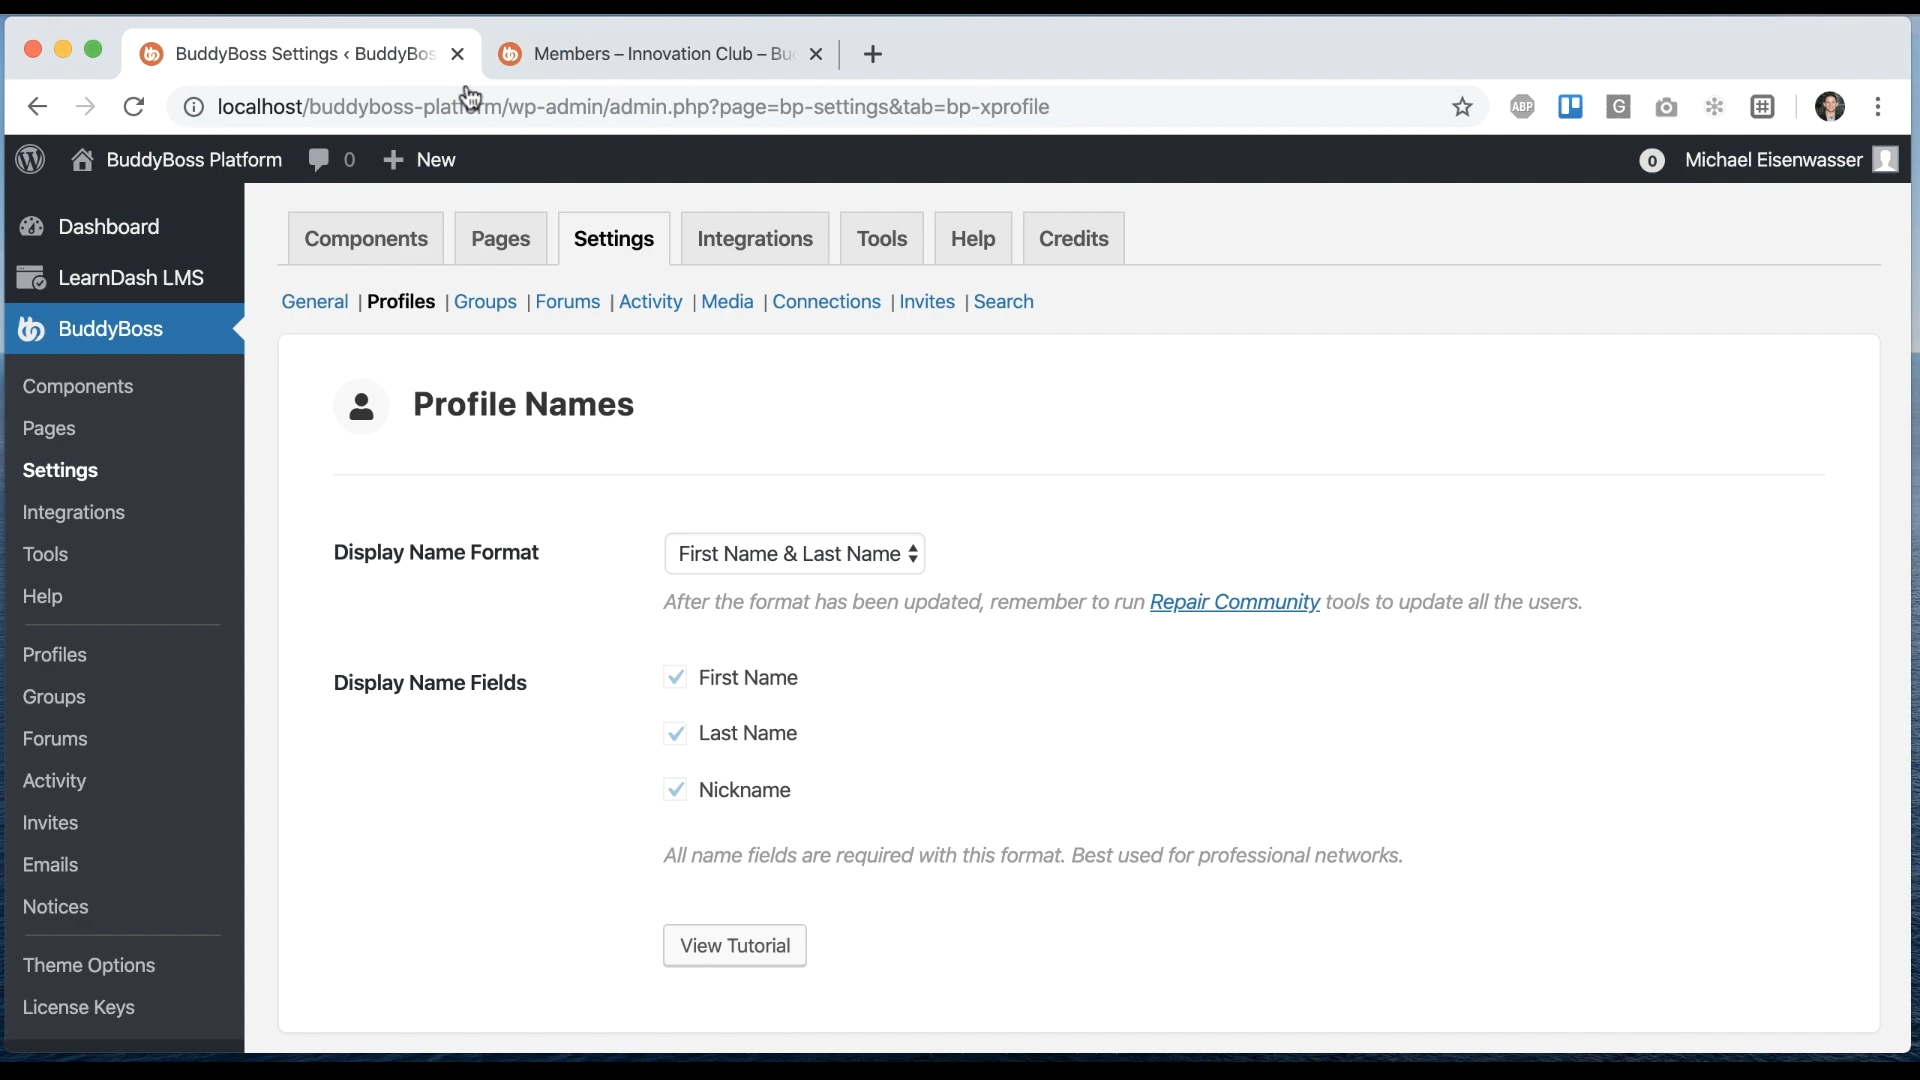 BuddyBoss Settings ‹ BuddyBos
Members – Innovation Club – Bu
localhost/buddyboss-platform/wp-admin/admin.php?page=bp-settings&tab=bp-xprofile
ABP
G
BuddyBoss Platform
0
New
0
Michael Eisenwasser
Dashboard
LearnDash LMS
BuddyBoss
Components
Pages
Settings
Integrations
Tools
Help
Profiles
Groups
Forums
Activity
Invites
Emails
Notices
Theme Options
License Keys
Components Pages Settings Integrations Tools Help Credits
General | Profiles | Groups | Forums | Activity | Media | Connections | Invites | Search
Profile Names
Display Name Format
First Name & Last Name
After the format has been updated, remember to run Repair Community tools to update all the users.
Display Name Fields
First Name
Last Name
Nickname
All name fields are required with this format. Best used for professional networks.
View Tutorial